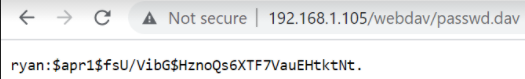 Not secure | 192.168.1.105/webdav/passwd.dav
ryan:$apr1$fsU/VibG$HznoQs6XTF7VauEHtktNt.